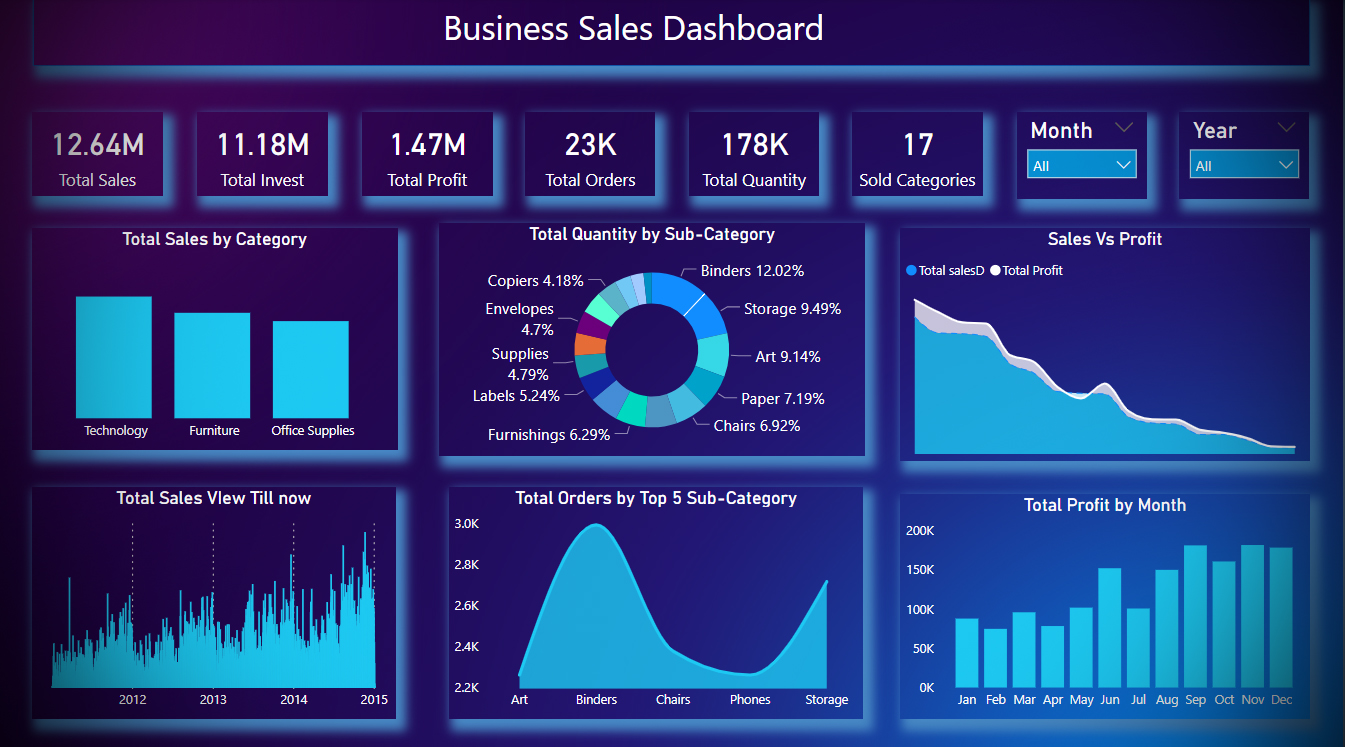 Business Sales Dashboard
12.64M
Total Sales
11.18M
Total Invest
1.47M
Total Profit
23K
Total Orders
178K
Total Quantity
17
Sold Categories
Month
All
Year
All
Total Sales by Category
Technology
Furniture
Office Supplies
Total Quantity by Sub-Category
Binders 12.02%
Storage 9.49%
Art 9.14%
Paper 7.19%
Chairs 6.92%
Furnishings 6.29%
Labels 5.24%
Supplies
4.79%
Envelopes
4.7%
Copiers 4.18%
Sales Vs Profit
Total salesD
Total Profit
Total Sales VIew Till now
2012
2013
2014
2015
Total Orders by Top 5 Sub-Category
3.0K
2.8K
2.6K
2.4K
2.2K
Art
Binders
Chairs
Phones
Storage
Total Profit by Month
200K
150K
100K
50K
0K
Jan
Feb
Mar
Apr
May
Jun
Jul
Aug
Sep
Oct
Nov
Dec